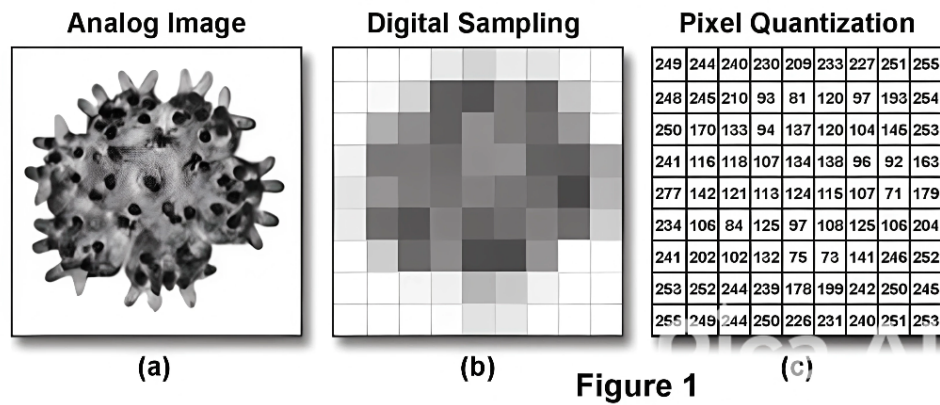 Analog Image Digital Sampling Pixel Quantization
249 244 240 230 209 233 227 251 255
248 245 210 93 81 120 97 193 254
250 170 133 94 137 120 104 145 253
241 116 118 107 134 138 96 92 163
277 142 121 113 124 115 107 71 179
234 106 84 125 97 108 125 106 204
241 202 102 132 75 73 141 246 252
253 252 244 239 178 199 242 250 245
255 249 244 250 226 231 240 251 253
(a) (b) (c)
Figure 1